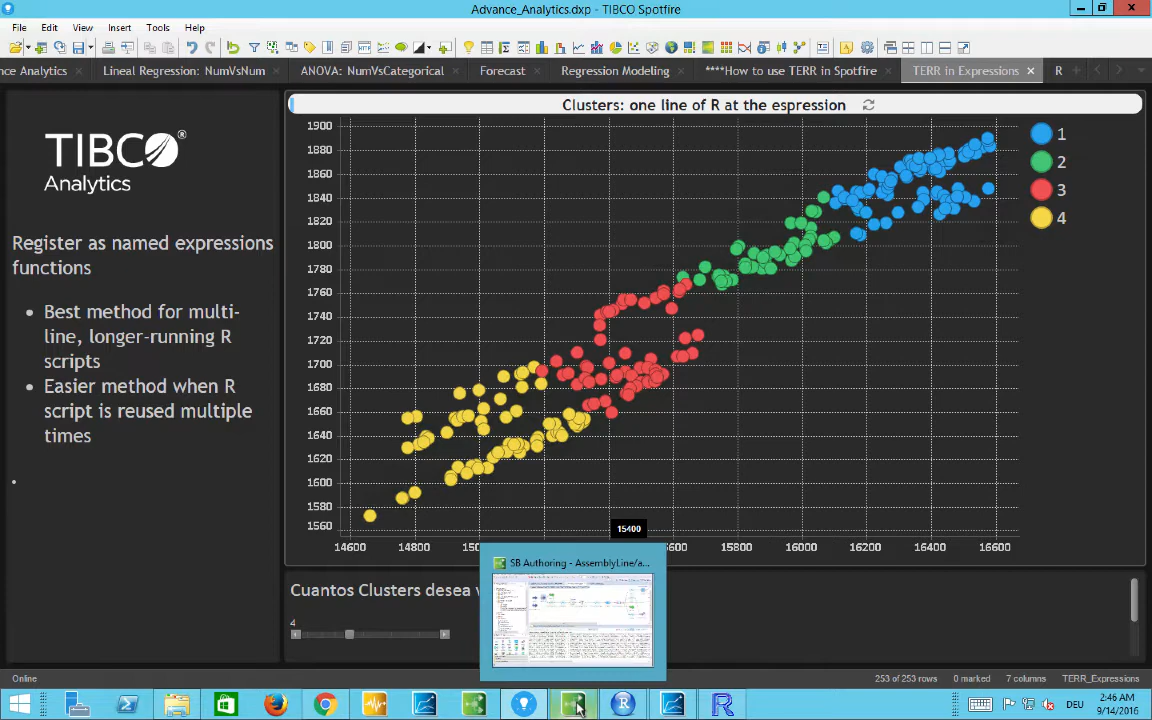 Advance_Analytics.dxp - TIBCO Spotfire
File Edit View Insert Tools Help
nce Analytics Lineal Regression: NumVsNum ANOVA: NumVsCategorical Forecast Regression Modeling ****How to use TERR in Spotfire TERR in Expressions R
Clusters: one line of R at the espression
TIBCO®
Analytics
Register as named expressions
functions
• Best method for multi-
line, longer-running R
scripts
• Easier method when R
script is reused multiple
times
•
1900
1880
1860
1840
1820
1800
1780
1760
1740
1720
1700
1680
1660
1640
1620
1600
1580
1560
1
2
3
4
15400
14600 14800 150 600 15800 16000 16200 16400 16600
SB Authoring - AssemblyLine/a...
Cuantos Clusters desea v
4
Online 253 of 253 rows 0 marked 7 columns TERR_Expressions
DEU
2:46 AM
9/14/2016